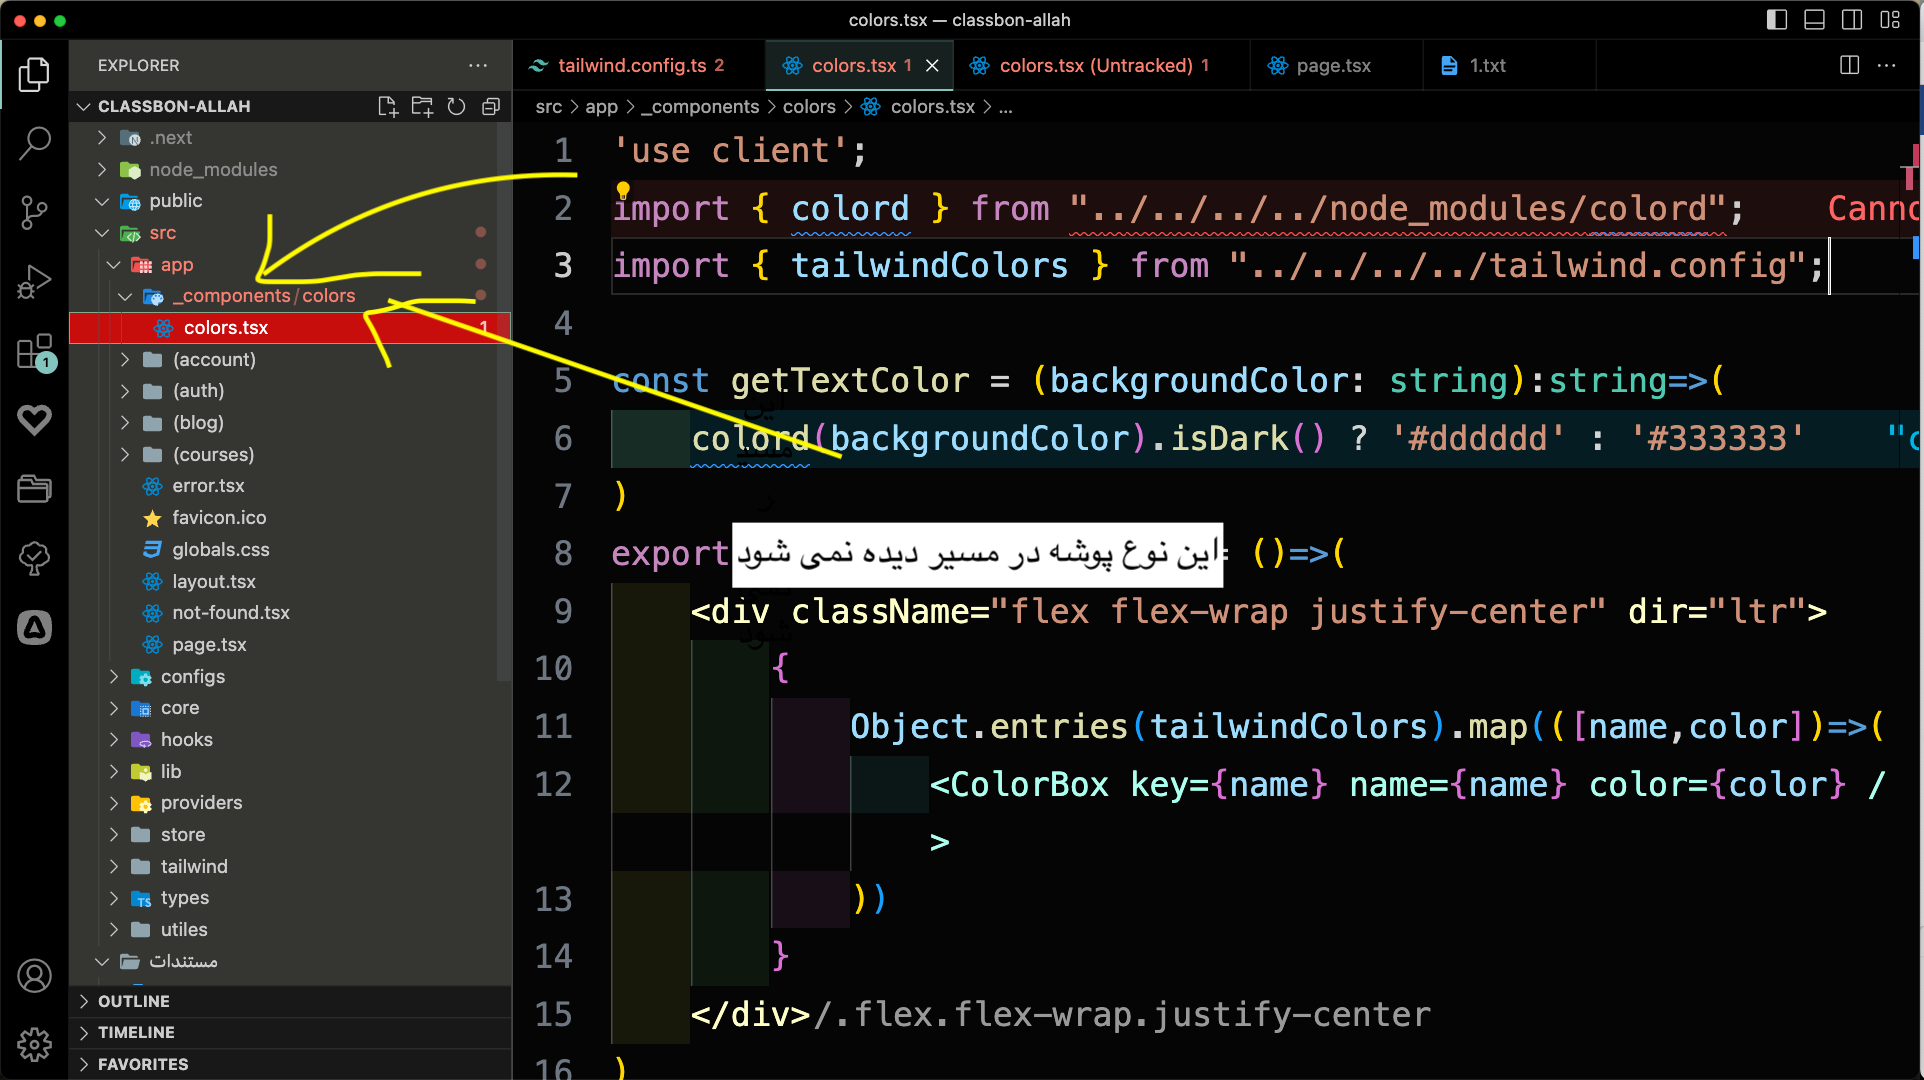 colors.tsx — classbon-allah
EXPLORER
tailwind.config.ts 2
colors.tsx 1
colors.tsx (Untracked) 1
page.tsx
1.txt
CLASSBON-ALLAH
src > app > _components > colors > colors.tsx > ...
.next
node_modules
public
src
app
_components/colors
colors.tsx 1
(account)
(auth)
(blog)
(courses)
error.tsx
favicon.ico
globals.css
layout.tsx
not-found.tsx
page.tsx
configs
core
hooks
lib
providers
store
tailwind
types
utiles
مستندات
OUTLINE
TIMELINE
FAVORITES
1
1 'use client';
2 import { colord } from "../../../../node_modules/colord"; Canno
3 import { tailwindColors } from "../../../../tailwind.config";
4
5 const getTextColor = (backgroundColor: string):string=>(
6 colord(backgroundColor).isDark() ? '#dddddd' : '#333333' "c
7 )
8 export = ()=>(
این نوع پوشه در مسیر دیده نمی شود
9 <div className="flex flex-wrap justify-center" dir="ltr">
10 {
11 Object.entries(tailwindColors).map(([name,color])=>(
12 <ColorBox key={name} name={name} color={color} /
>
13 ))
14 }
15 </div>/.flex.flex-wrap.justify-center
16 )